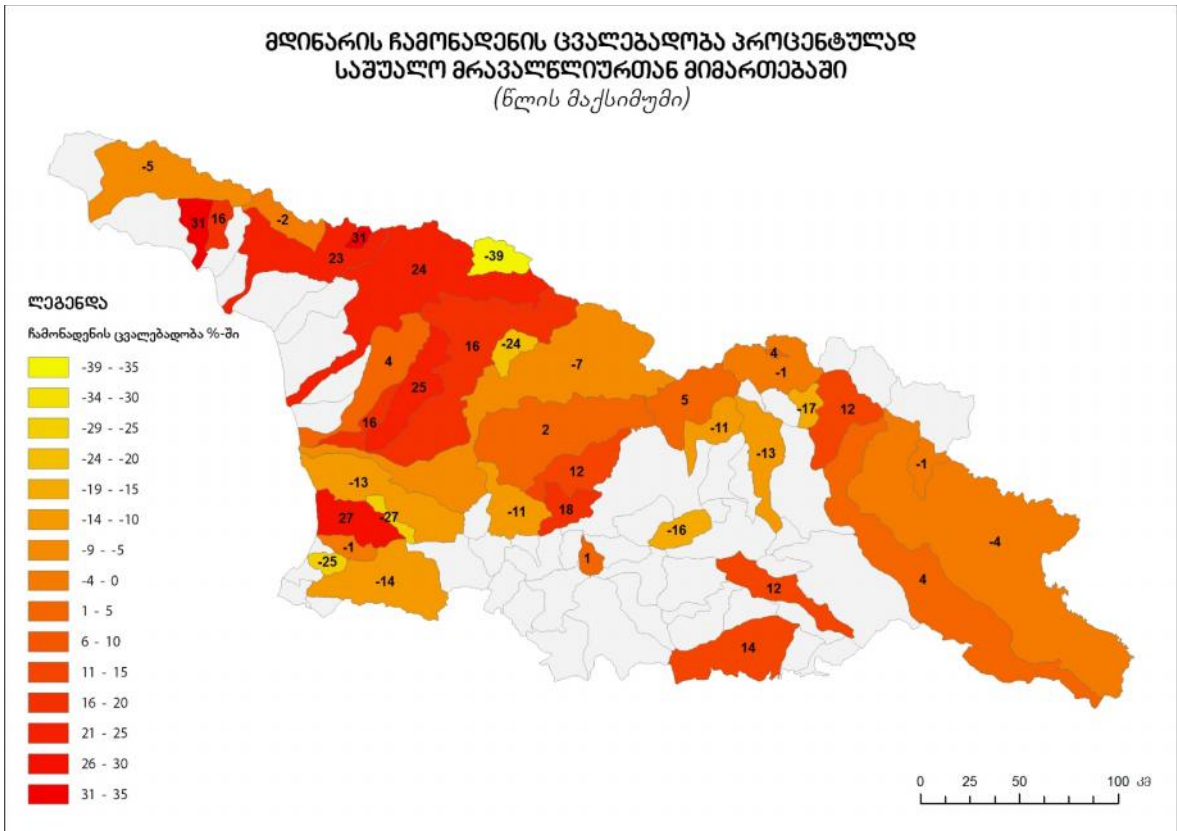 მდინარის ჩამონადენის ცვალებადობა პროცენტულად
საშუალო მრავალწლიურთან მიმართებაში
(წლის მაქსიმუმი)
-5
31 16
-2
23
31
24
-39
4
16
-24
-7
25
16
4
-1
5
-17
12
-11
2
-13
12
-1
-13
-11
18
27
-27
-16
-4
-1
-25
1
-14
12
4
14
ლეგენდა
ჩამონადენის ცვალებადობა %-ში
-39 - -35
-34 - -30
-29 - -25
-24 - -20
-19 - -15
-14 - -10
-9 - -5
-4 - 0
1 - 5
6 - 10
11 - 15
16 - 20
21 - 25
26 - 30
31 - 35
0 25 50 100 კმ